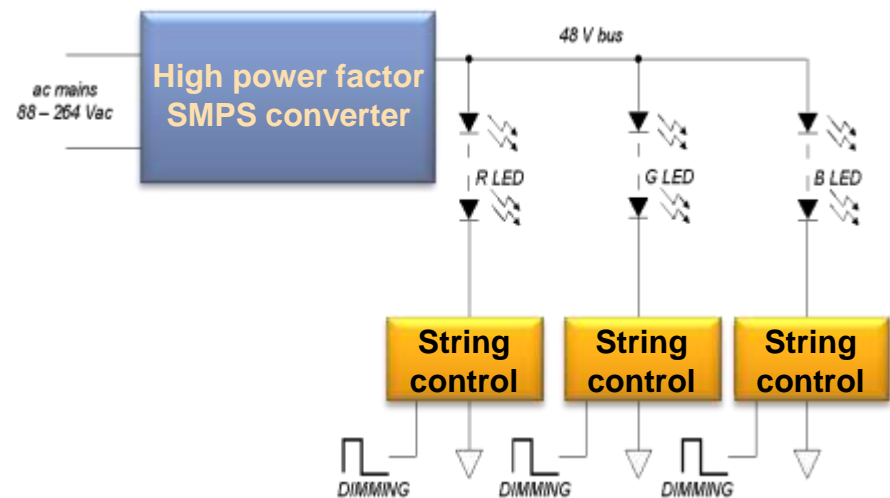 48 V bus
High power factor
SMPS converter
ac mains
88 – 264 Vac
R LED
G LED
B LED
String
control
String
control
String
control
DIMMING
DIMMING
DIMMING